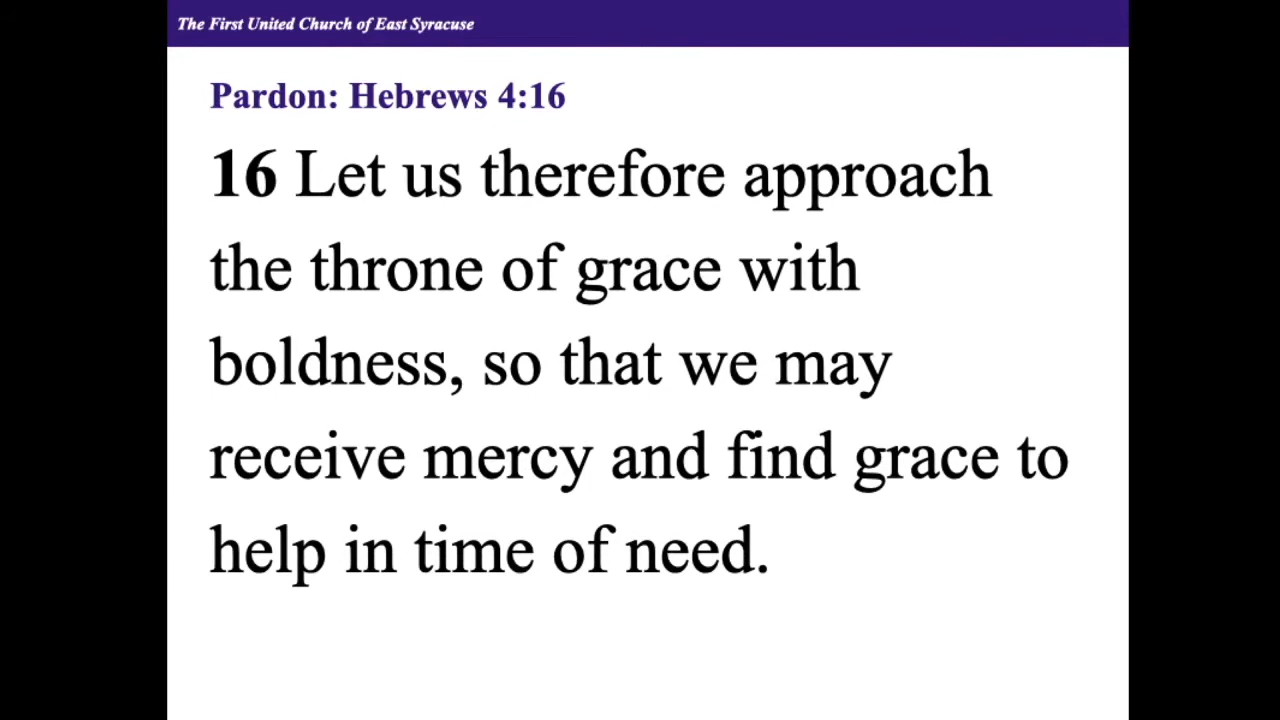 The First United Church of East Syracuse
Pardon: Hebrews 4:16
16 Let us therefore approach
the throne of grace with
boldness, so that we may
receive mercy and find grace to
help in time of need.